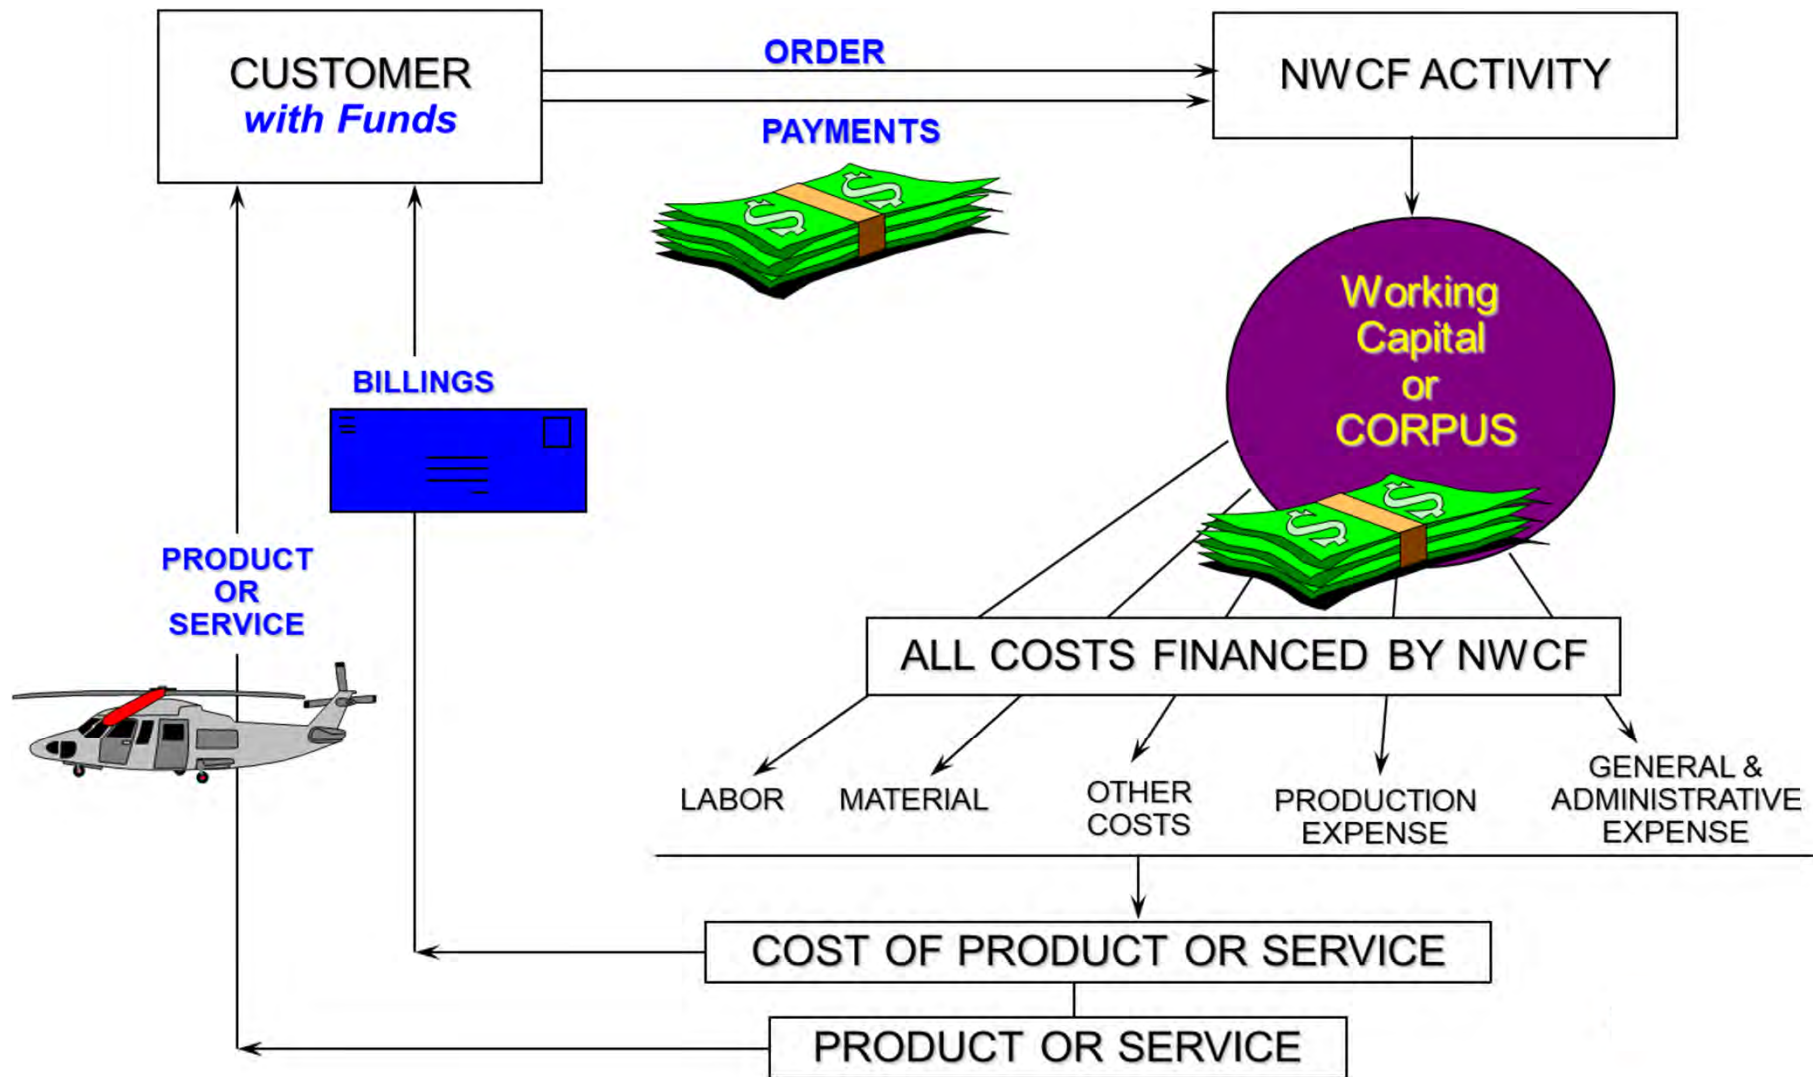 CUSTOMER
with Funds
ORDER
PAYMENTS
NWCF ACTIVITY
Working
Capital
or
CORPUS
BILLINGS
PRODUCT
OR
SERVICE
ALL COSTS FINANCED BY NWCF
LABOR
MATERIAL
OTHER
COSTS
PRODUCTION
EXPENSE
GENERAL &
ADMINISTRATIVE
EXPENSE
COST OF PRODUCT OR SERVICE
PRODUCT OR SERVICE